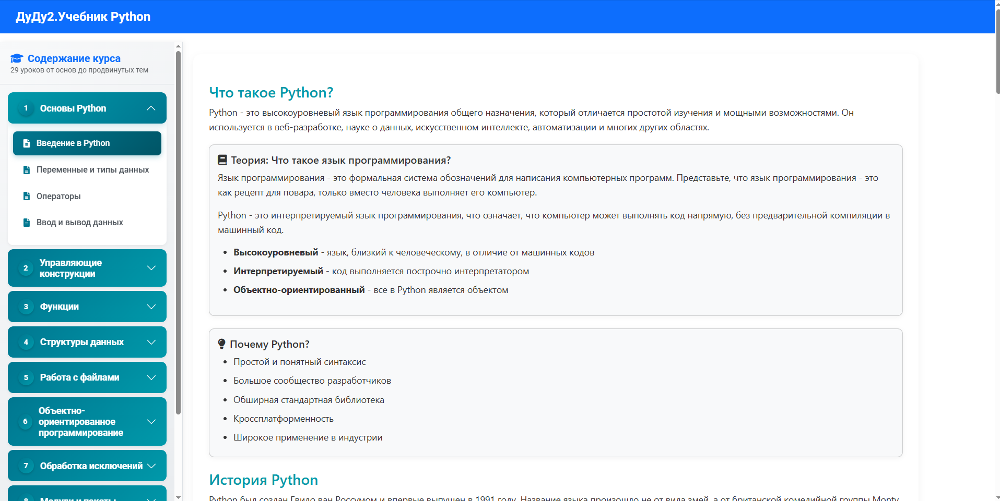 ДуДу2.Учебник Python
Содержание курса
29 уроков от основ до продвинутых тем
1 Основы Python
Введение в Python
Переменные и типы данных
Операторы
Ввод и вывод данных
2 Управляющие
конструкции
3 Функции
4 Структуры данных
5 Работа с файлами
6 Объектно-
ориентированное
программирование
7 Обработка исключений
8 Модули и пакеты
Что такое Python?
Python - это высокоуровневый язык программирования общего назначения, который отличается простотой изучения и мощными возможностями. Он
используется в веб-разработке, науке о данных, искусственном интеллекте, автоматизации и многих других областях.
Теория: Что такое язык программирования?
Язык программирования - это формальная система обозначений для написания компьютерных программ. Представьте, что язык программирования - это
как рецепт для повара, только вместо человека выполняет его компьютер.
Python - это интерпретируемый язык программирования, что означает, что компьютер может выполнять код напрямую, без предварительной компиляции в
машинный код.
Высокоуровневый - язык, близкий к человеческому, в отличие от машинных кодов
Интерпретируемый - код выполняется построчно интерпретатором
Объектно-ориентированный - все в Python является объектом
Почему Python?
Простой и понятный синтаксис
Большое сообщество разработчиков
Обширная стандартная библиотека
Кроссплатформенность
Широкое применение в индустрии
История Python
Python был создан Гвидо ван Россумом и впервые выпущен в 1991 году. Название языка произошло не от вида змей, а от британской комедийной группы Monty